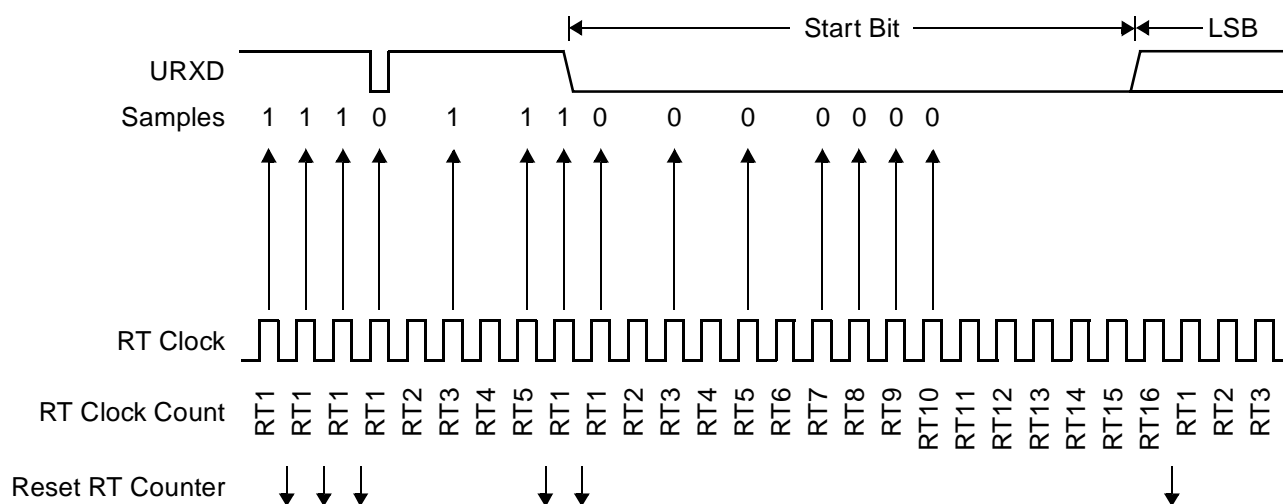 Start Bit LSB
URXD
Samples 1 1 1 0 1 1 1 0 0 0 0 0 0 0
RT Clock
RT Clock Count RT1 RT1 RT1 RT1 RT2 RT3 RT4 RT5 RT1 RT1 RT2 RT3 RT4 RT5 RT6 RT7 RT8 RT9 RT10 RT11 RT12 RT13 RT14 RT15 RT16 RT1 RT2 RT3
Reset RT Counter